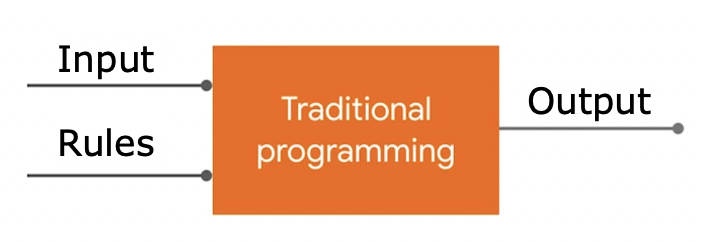 Input
Rules
Traditional
programming
Output